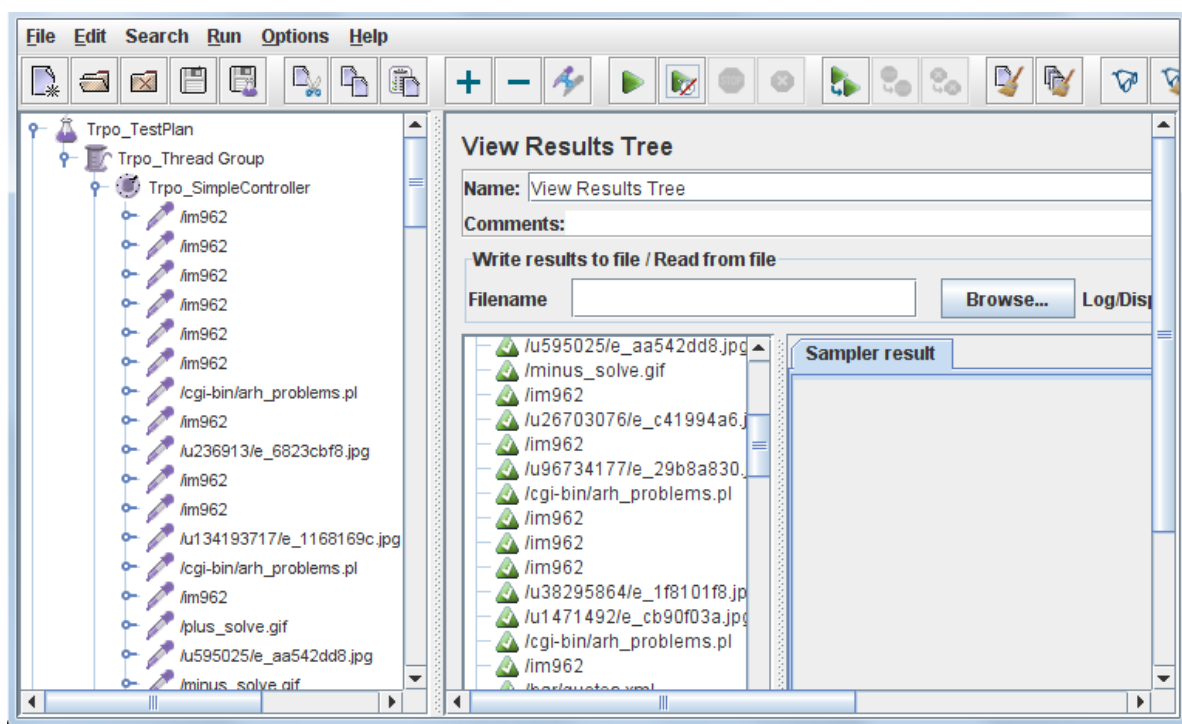 File Edit Search Run Options Help
Trpo_TestPlan
Trpo_Thread Group
Trpo_SimpleController
/im962
/im962
/im962
/im962
/im962
/im962
/cgi-bin/arh_problems.pl
/im962
/u236913/e_6823cbf8.jpg
/im962
/im962
/u134193717/e_1168169c.jpg
/cgi-bin/arh_problems.pl
/im962
/plus_solve.gif
/u595025/e_aa542dd8.jpg
/minus_solve.gif
View Results Tree
Name: View Results Tree
Comments:
Write results to file / Read from file
Filename Browse... Log/Disp
/u595025/e_aa542dd8.jpg
/minus_solve.gif
/im962
/u26703076/e_c41994a6.j
/im962
/u96734177/e_29b8a830.
/cgi-bin/arh_problems.pl
/im962
/im962
/im962
/u38295864/e_1f8101f8.jp
/u1471492/e_cb90f03a.jpg
/cgi-bin/arh_problems.pl
/im962
/bar/quotes.xml
Sampler result